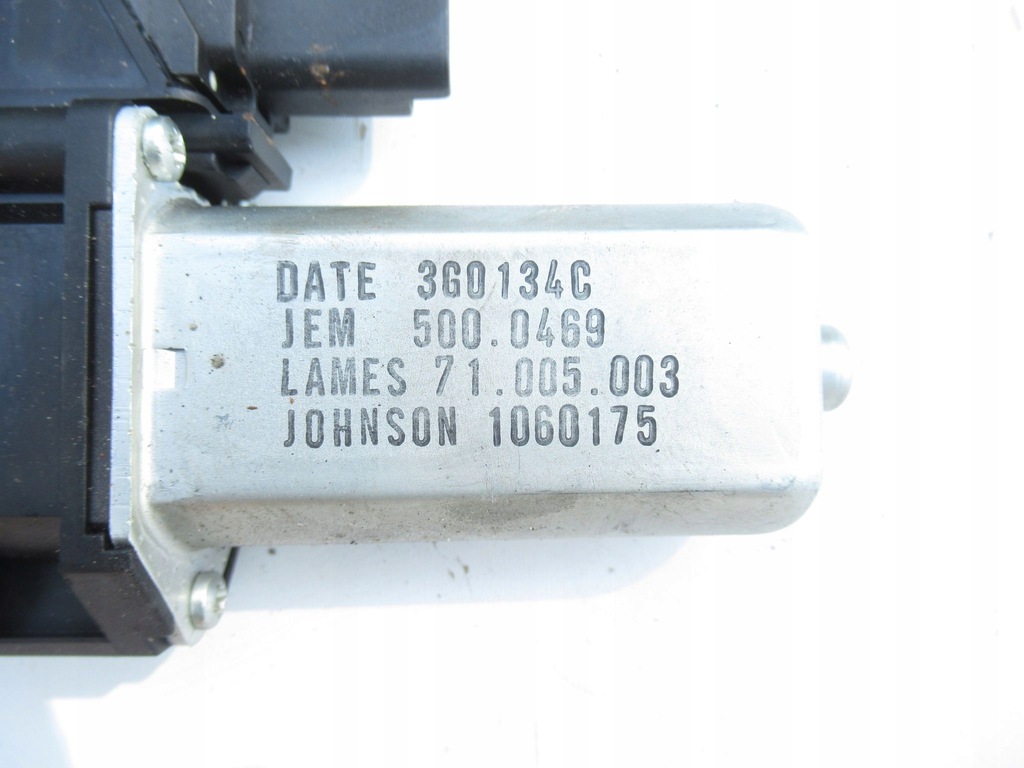 DATE 3G0134C
JEM 500.0469
LAMES 71.005.003
JOHNSON 1060175